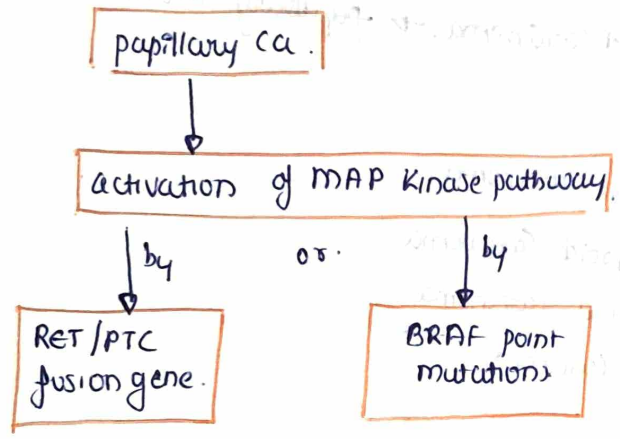 papillary ca.
activation of MAP kinase pathway.
by or. by
RET/PTC
fusion gene.
BRAF point
mutations